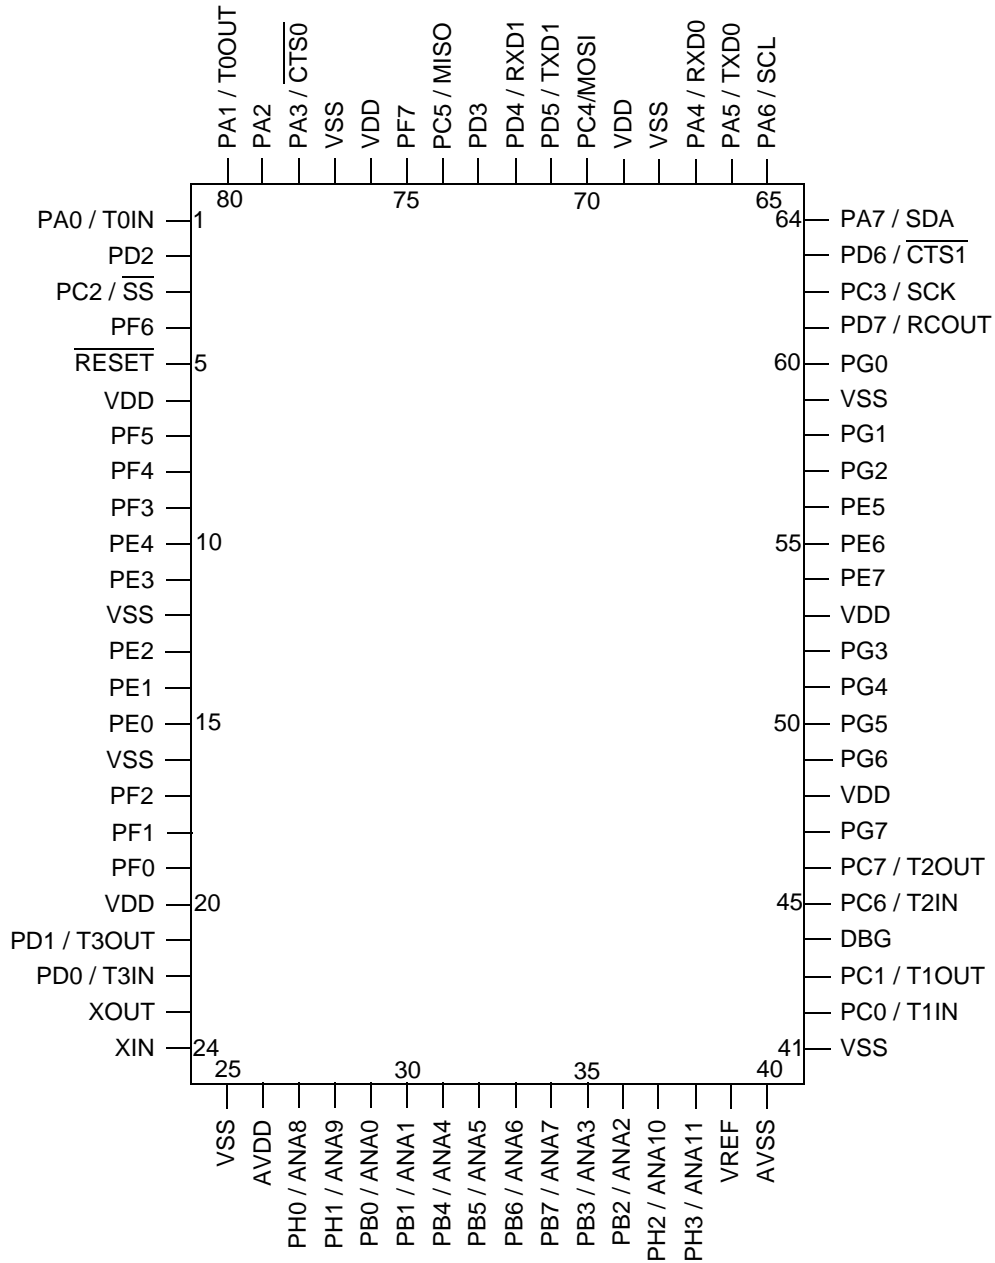 PA1 / T0OUT
PA2
PA3 / CTS0
VSS
VDD
PF7
PC5 / MISO
PD3
PD4 / RXD1
PD5 / TXD1
PC4/MOSI
VDD
VSS
PA4 / RXD0
PA5 / TXD0
PA6 / SCL
80
75
70
65
PA0 / T0IN
1
64
PA7 / SDA
PD2
PD6 / CTS1
PC2 / SS
PC3 / SCK
PF6
PD7 / RCOUT
RESET
5
60
PG0
VDD
VSS
PF5
PG1
PF4
PG2
PF3
PE5
PE4
10
55
PE6
PE3
PE7
VSS
VDD
PE2
PG3
PE1
PG4
PE0
15
50
PG5
VSS
PG6
PF2
VDD
PF1
PG7
PF0
PC7 / T2OUT
VDD
20
45
PC6 / T2IN
PD1 / T3OUT
DBG
PD0 / T3IN
PC1 / T1OUT
XOUT
PC0 / T1IN
XIN
24
41
VSS
25
30
35
40
VSS
AVDD
PH0 / ANA8
PH1 / ANA9
PB0 / ANA0
PB1 / ANA1
PB4 / ANA4
PB5 / ANA5
PB6 / ANA6
PB7 / ANA7
PB3 / ANA3
PB2 / ANA2
PH2 / ANA10
PH3 / ANA11
VREF
AVSS